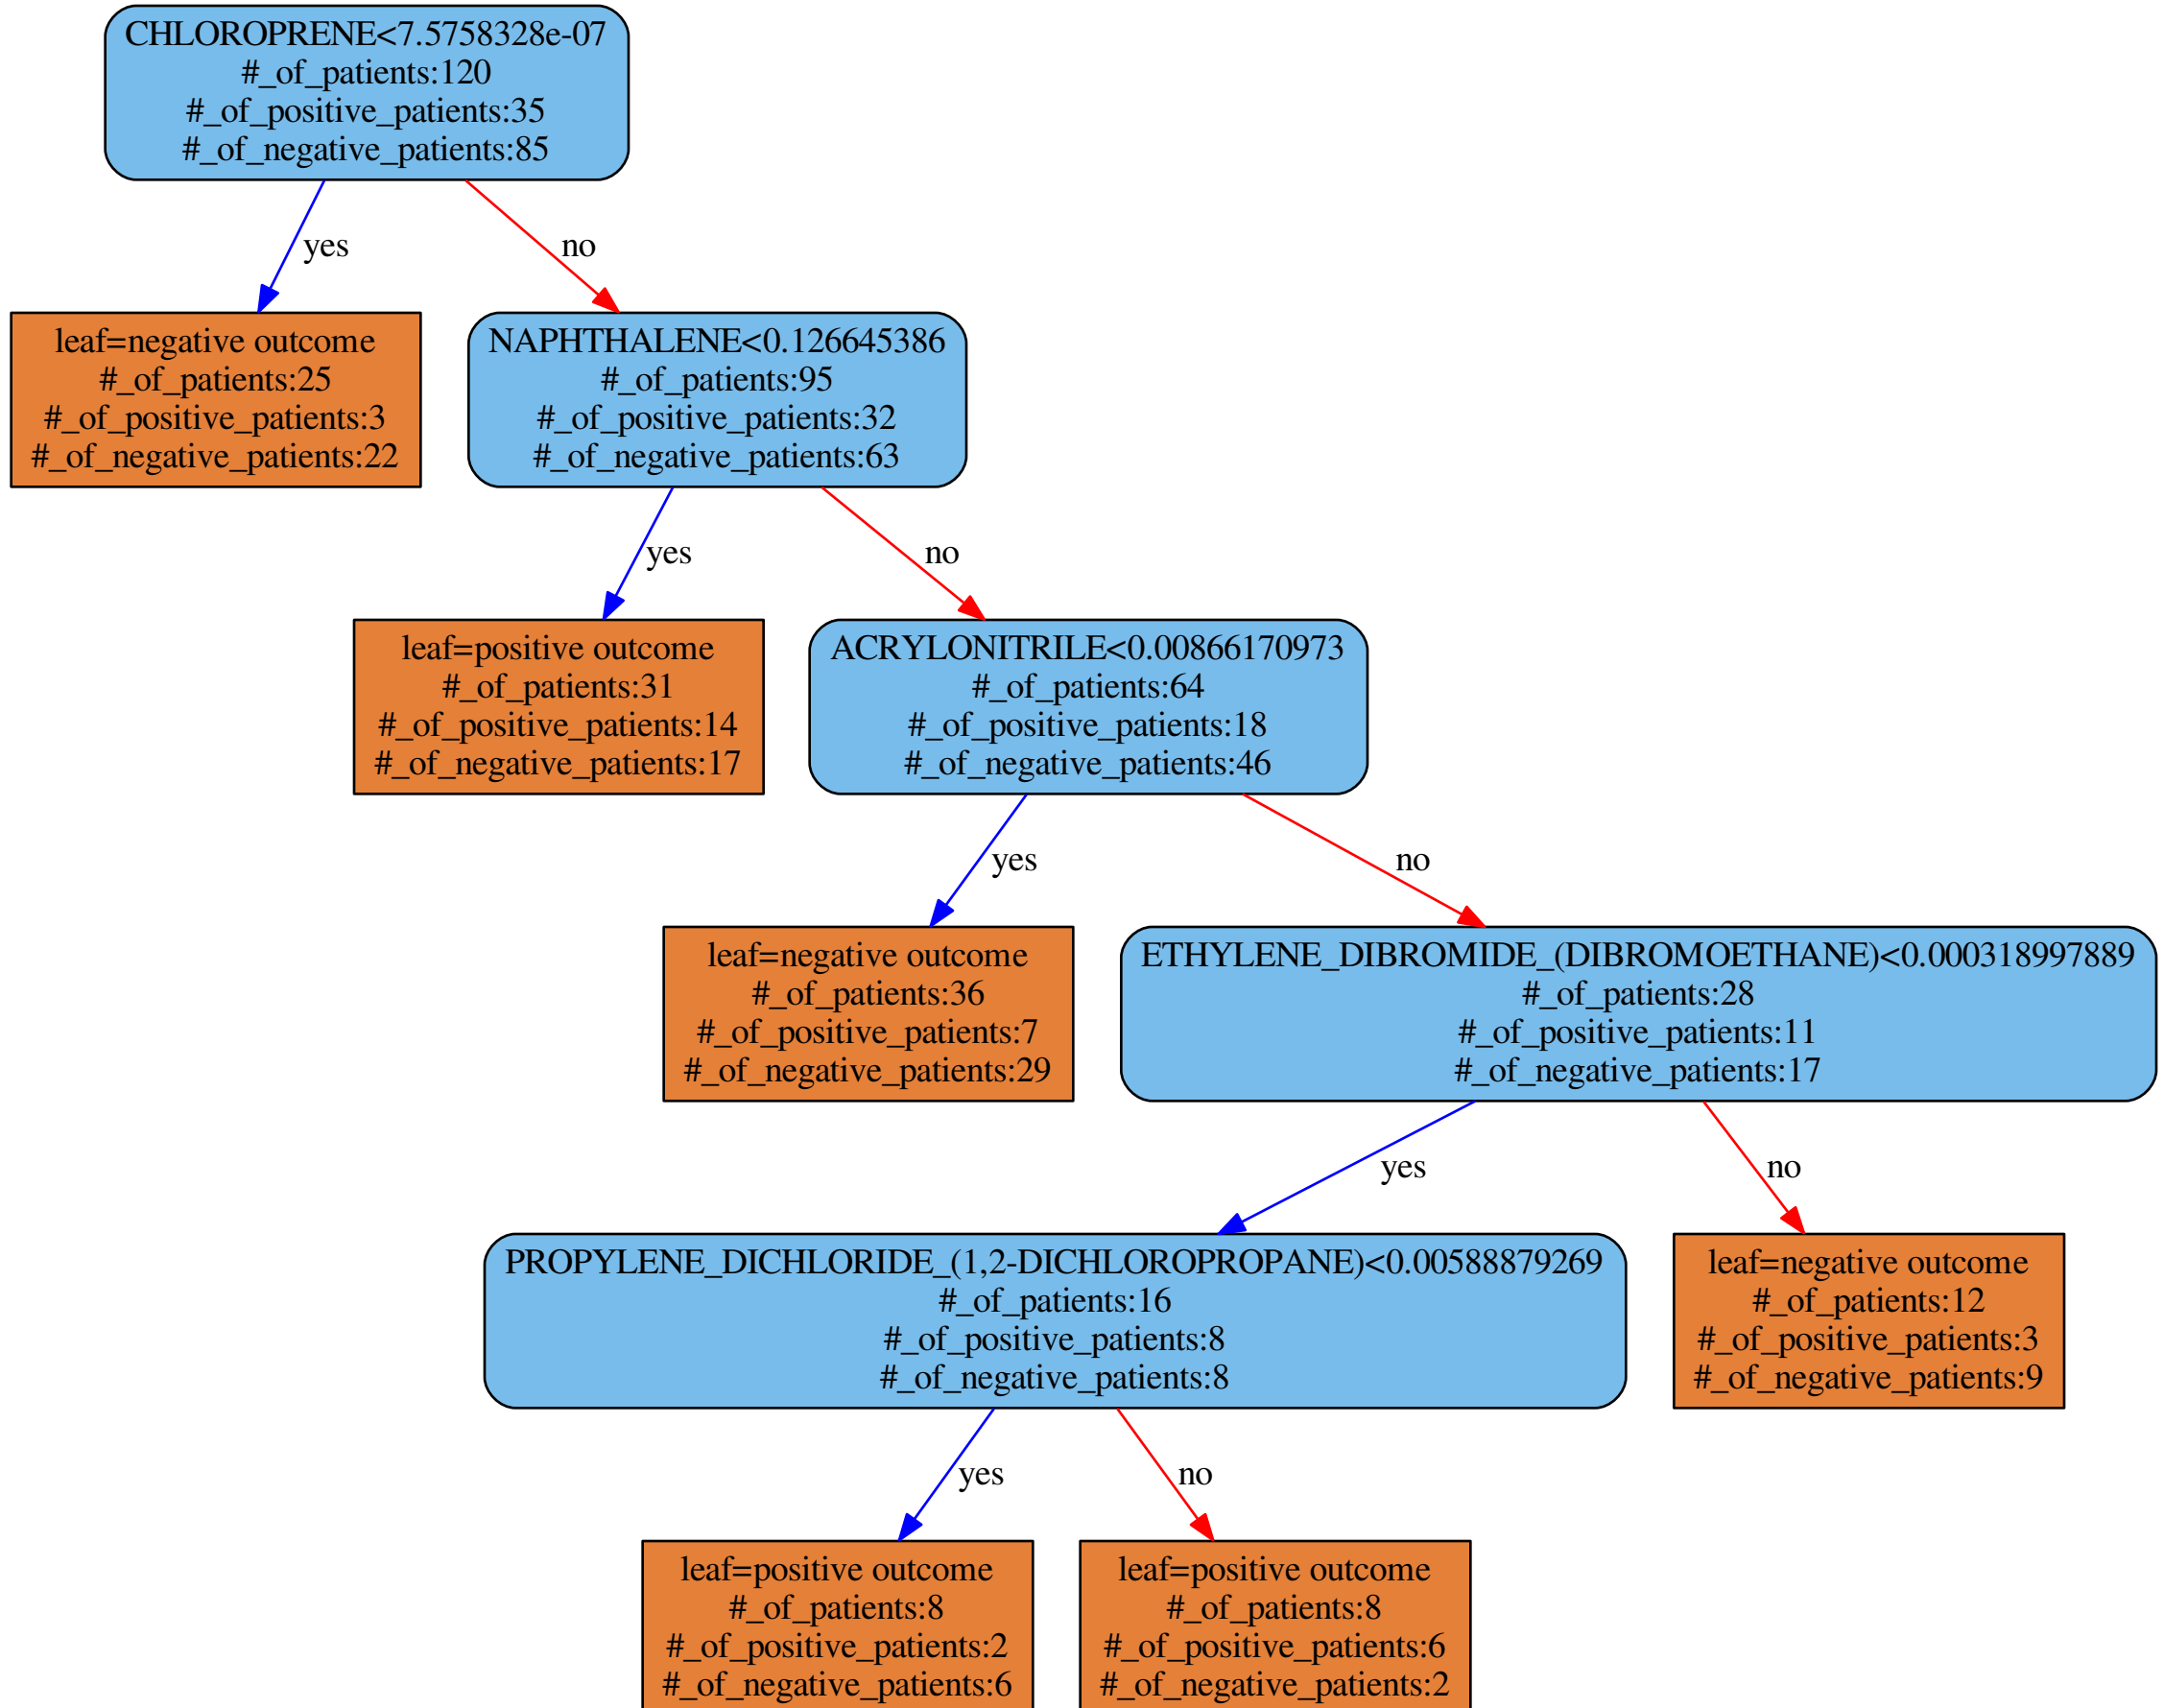 CHLOROPRENE<7.5758328e-07
#_of_patients:120
#_of_positive_patients:35
#_of_negative_patients:85
yes
no
leaf=negative outcome
#_of_patients:25
#_of_positive_patients:3
#_of_negative_patients:22
NAPHTHALENE<0.126645386
#_of_patients:95
#_of_positive_patients:32
#_of_negative_patients:63
yes
no
leaf=positive outcome
#_of_patients:31
#_of_positive_patients:14
#_of_negative_patients:17
ACRYLONITRILE<0.00866170973
#_of_patients:64
#_of_positive_patients:18
#_of_negative_patients:46
yes
no
leaf=negative outcome
#_of_patients:36
#_of_positive_patients:7
#_of_negative_patients:29
ETHYLENE_DIBROMIDE_(DIBROMOETHANE)<0.000318997889
#_of_patients:28
#_of_positive_patients:11
#_of_negative_patients:17
yes
no
PROPYLENE_DICHLORIDE_(1,2-DICHLOROPROPANE)<0.00588879269
#_of_patients:16
#_of_positive_patients:8
#_of_negative_patients:8
leaf=negative outcome
#_of_patients:12
#_of_positive_patients:3
#_of_negative_patients:9
yes
no
leaf=positive outcome
#_of_patients:8
#_of_positive_patients:2
#_of_negative_patients:6
leaf=positive outcome
#_of_patients:8
#_of_positive_patients:6
#_of_negative_patients:2